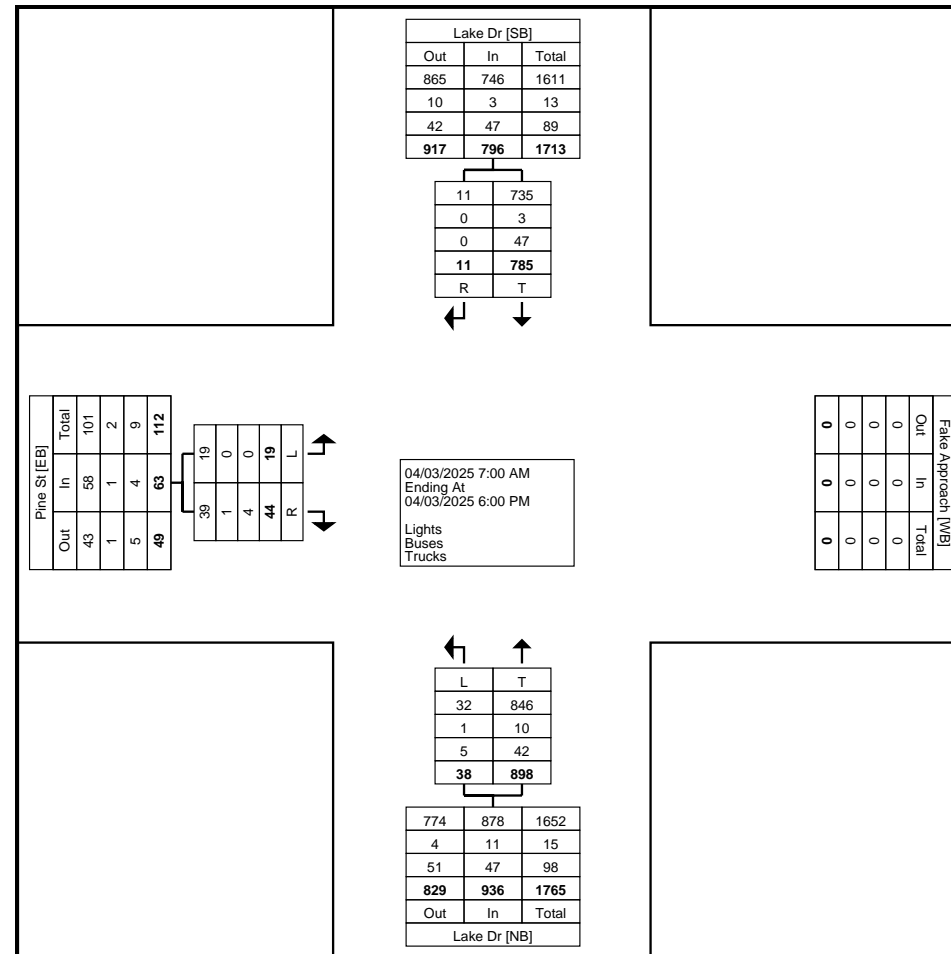 Lake Dr [SB]
Out In Total
865 746 1611
10 3 13
42 47 89
917 796 1713
11 735
0 3
0 47
11 785
R T
Pine St [EB]
Total 101 2 9 112
In 58 1 4 63
Out 43 1 5 49
19 0 0 19 L
39 1 4 44 R
04/03/2025 7:00 AM
Ending At
04/03/2025 6:00 PM
Lights
Buses
Trucks
Fake Approach [WB]
Out In Total
0 0 0
0 0 0
0 0 0
0 0 0
L T
32 846
1 10
5 42
38 898
774 878 1652
4 11 15
51 47 98
829 936 1765
Out In Total
Lake Dr [NB]